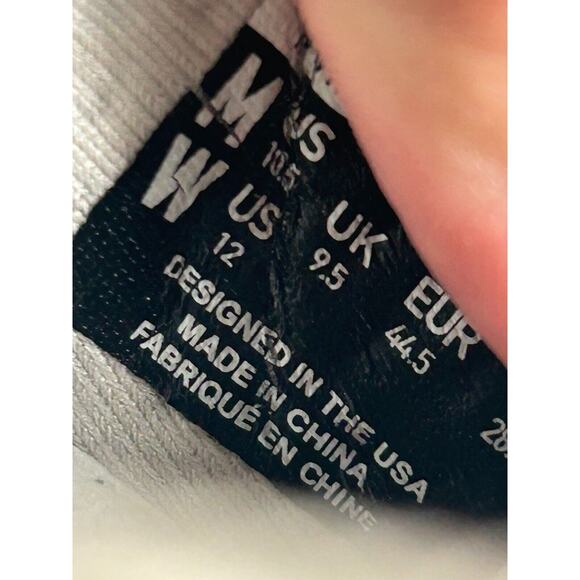 M US
10.5
W US UK EUR
12 9.5 44.5
DESIGNED IN THE USA
MADE IN CHINA
FABRIQUÉ EN CHINE